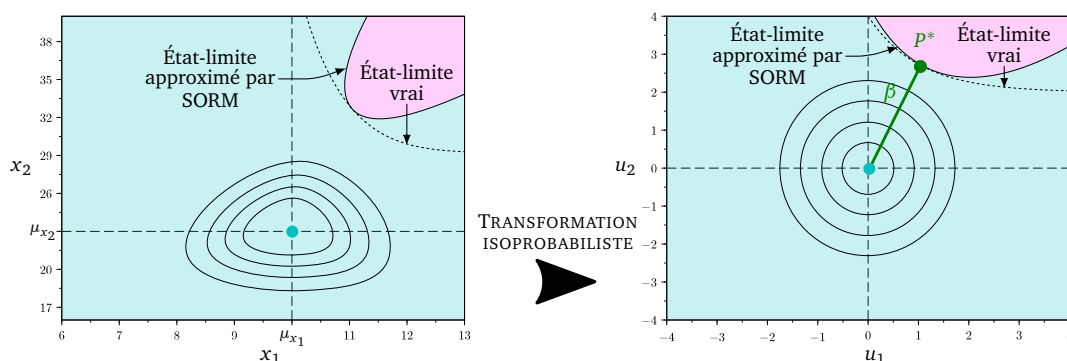 État-limite
approximé par
SORM
État-limite
vrai
38
35
32
29
26
μx2
20
17
x2
6
7
8
9
μx1
11
12
13
x1
TRANSFORMATION
ISOPROBABILISTE
État-limite
approximé par
SORM
P*
État-limite
vrai
β
4
3
2
1
0
−1
−2
−3
−4
u2
−4
−3
−2
−1
0
1
2
3
u1